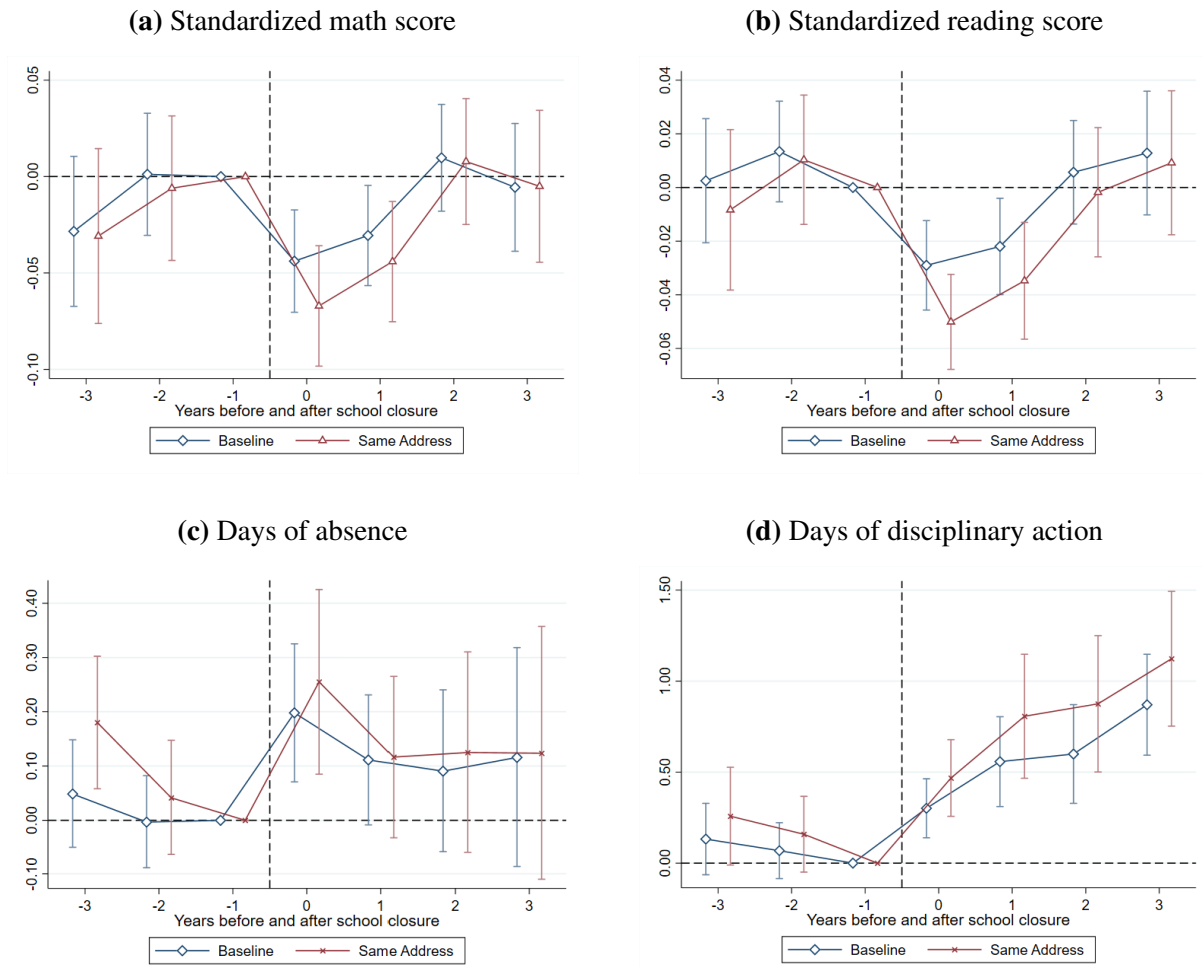 (a) Standardized math score
0.05
0.00
-0.05
-0.10
-3 -2 -1 0 1 2 3
Years before and after school closure
Baseline Same Address
(b) Standardized reading score
0.04
0.02
0.00
-0.02
-0.04
-0.06
-3 -2 -1 0 1 2 3
Years before and after school closure
Baseline Same Address
(c) Days of absence
0.40
0.30
0.20
0.10
0.00
-0.10
-3 -2 -1 0 1 2 3
Years before and after school closure
Baseline Same Address
(d) Days of disciplinary action
1.50
1.00
0.50
0.00
-3 -2 -1 0 1 2 3
Years before and after school closure
Baseline Same Address